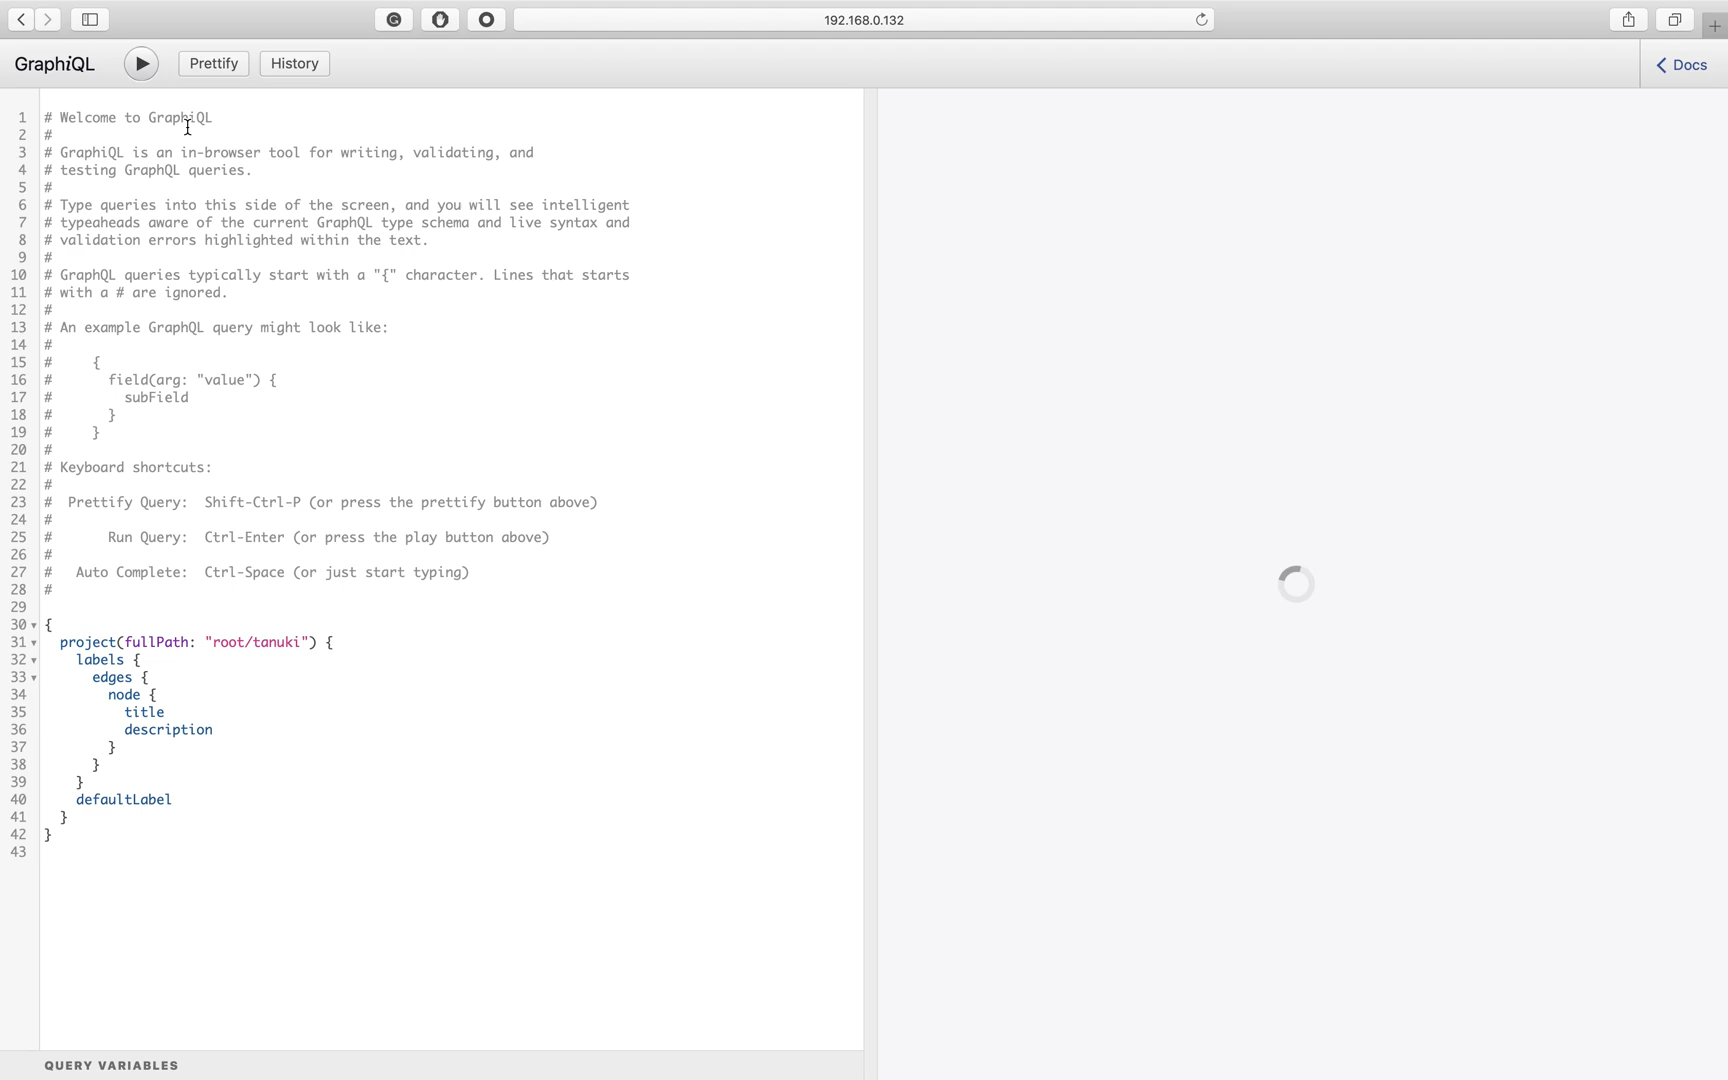 192.168.0.132
GraphiQL
Prettify
History
Docs
1 # Welcome to GraphiQL
2 #
3 # GraphiQL is an in-browser tool for writing, validating, and
4 # testing GraphQL queries.
5 #
6 # Type queries into this side of the screen, and you will see intelligent
7 # typeaheads aware of the current GraphQL type schema and live syntax and
8 # validation errors highlighted within the text.
9 #
10 # GraphQL queries typically start with a "{" character. Lines that starts
11 # with a # are ignored.
12 #
13 # An example GraphQL query might look like:
14 #
15 #     {
16 #       field(arg: "value") {
17 #         subField
18 #       }
19 #     }
20 #
21 # Keyboard shortcuts:
22 #
23 #  Prettify Query:  Shift-Ctrl-P (or press the prettify button above)
24 #
25 #       Run Query:  Ctrl-Enter (or press the play button above)
26 #
27 #   Auto Complete:  Ctrl-Space (or just start typing)
28 #
29
30 {
31   project(fullPath: "root/tanuki") {
32     labels {
33       edges {
34         node {
35           title
36           description
37         }
38       }
39     }
40     defaultLabel
41   }
42 }
43
QUERY VARIABLES